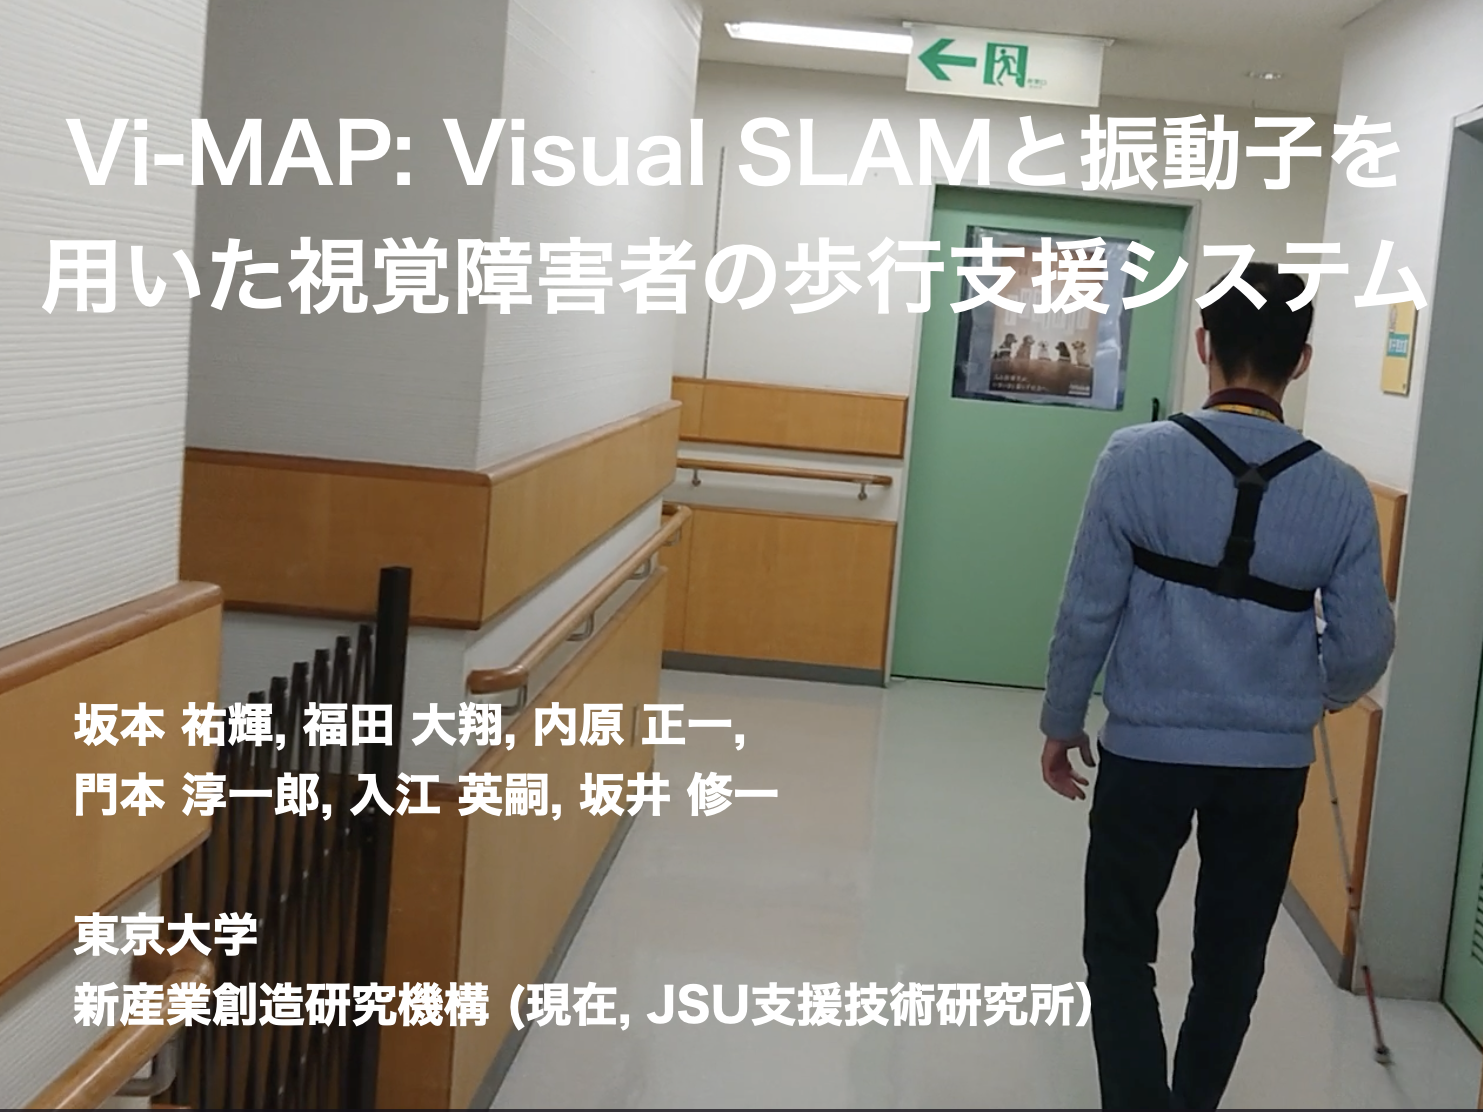 Vi-MAP: Visual SLAMと振動子を
用いた視覚障害者の歩行支援システム
坂本 祐輝, 福田 大翔, 内原 正一,
門本 淳一郎, 入江 英嗣, 坂井 修一
東京大学
新産業創造研究機構 (現在, JSU支援技術研究所)